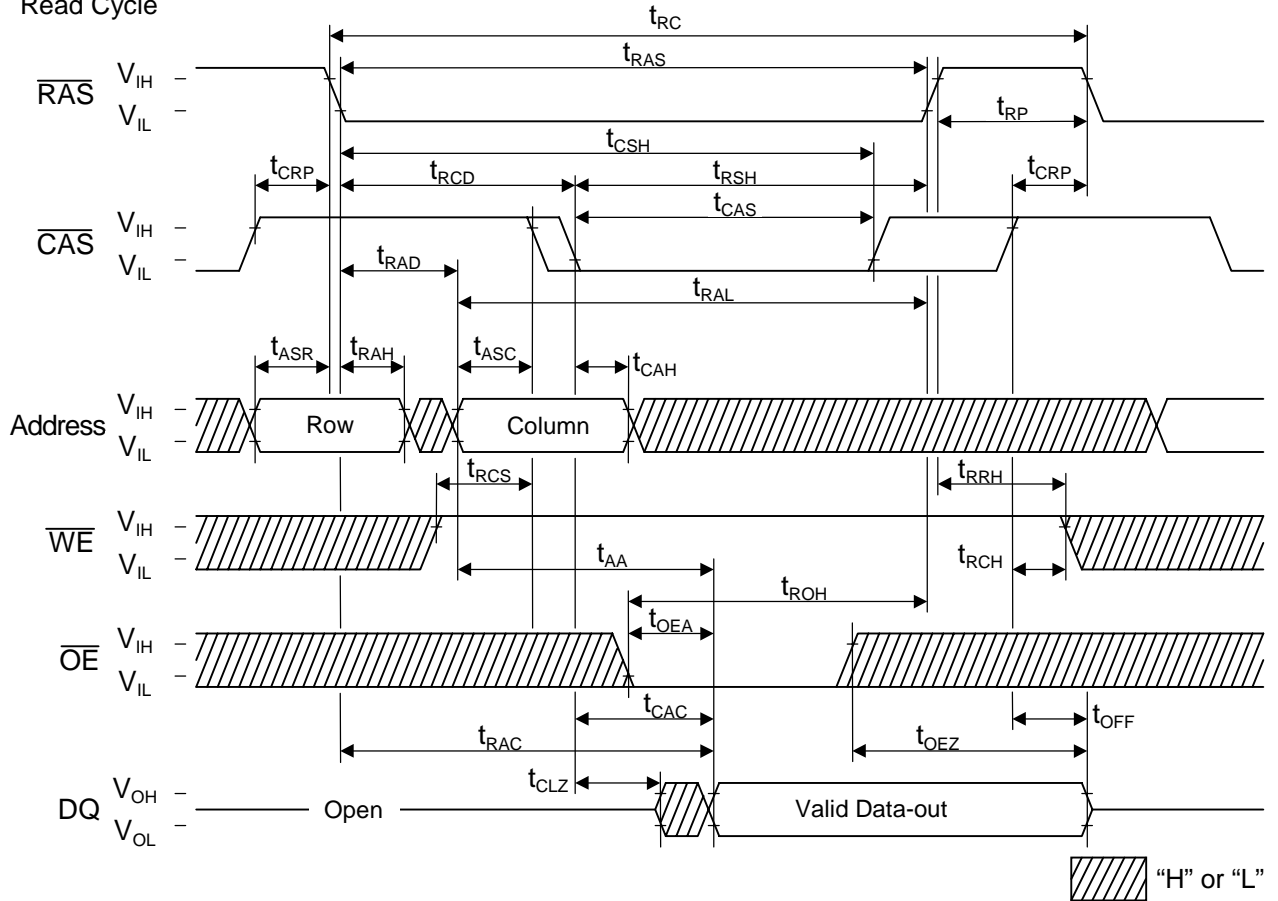 Read Cycle
tRC
RAS VIH
VIL
tRAS
tRP
tCSH
tCRP tRCD tRSH tCRP
tCAS
CAS VIH
VIL
tRAD
tRAL
tASR tRAH tASC tCAH
Address VIH
VIL
Row Column
tRCS tRRH
WE VIH
VIL
tAA tRCH
tROH
tOEA
OE VIH
VIL
tCAC tOFF
tRAC tOEZ
tCLZ
DQ VOH
VOL
Open Valid Data-out
“H” or “L”